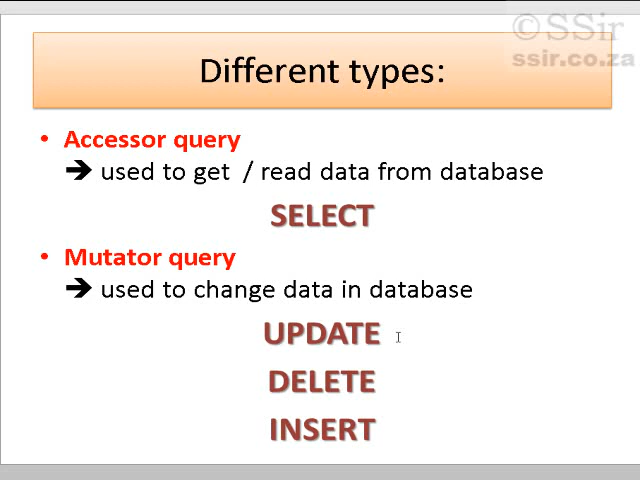 © SSir
ssir.co.za
Different types:
• Accessor query
➔ used to get / read data from database
SELECT
• Mutator query
➔ used to change data in database
UPDATE
DELETE
INSERT